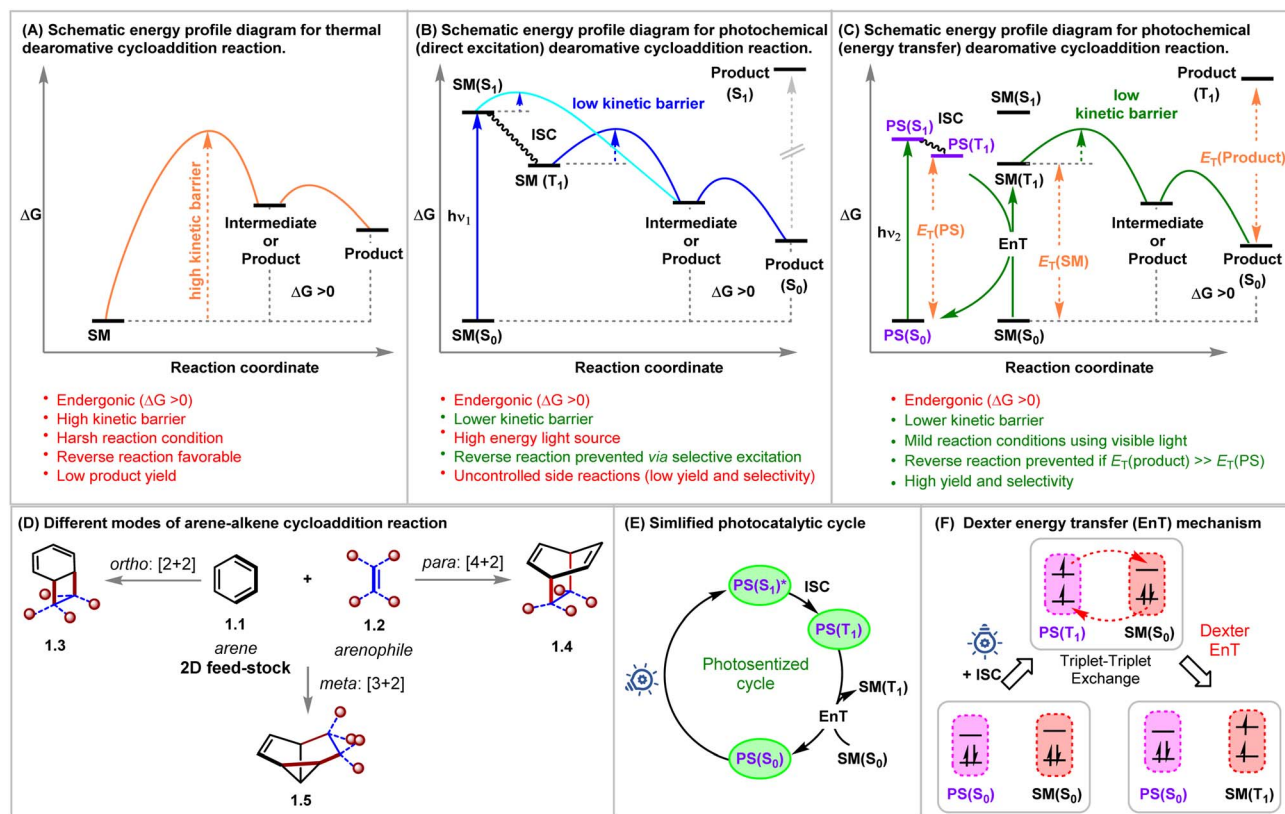 (A) Schematic energy profile diagram for thermal
dearomative cycloaddition reaction.
ΔG
high kinetic barrier
SM
Intermediate
or
Product
Product
ΔG >0
Reaction coordinate
• Endergonic (ΔG >0)
• High kinetic barrier
• Harsh reaction condition
• Reverse reaction favorable
• Low product yield
(B) Schematic energy profile diagram for photochemical
(direct excitation) dearomative cycloaddition reaction.
ΔG
SM(S₁)
low kinetic barrier
ISC
SM (T₁)
hν₁
SM(S₀)
Intermediate
or
Product
Product
(S₁)
Product
(S₀)
ΔG >0
Reaction coordinate
• Endergonic (ΔG >0)
• Lower kinetic barrier
• High energy light source
• Reverse reaction prevented via selective excitation
• Uncontrolled side reactions (low yield and selectivity)
(C) Schematic energy profile diagram for photochemical
(energy transfer) dearomative cycloaddition reaction.
ΔG
SM(S₁)
PS(S₁)
ISC
PS(T₁)
SM(T₁)
low
kinetic barrier
Product
(T₁)
E_T(Product)
hν₂
E_T(PS)
EnT
E_T(SM)
Intermediate
or
Product
Product
(S₀)
ΔG >0
PS(S₀)
SM(S₀)
Reaction coordinate
• Endergonic (ΔG >0)
• Lower kinetic barrier
• Mild reaction conditions using visible light
• Reverse reaction prevented if E_T(product) >> E_T(PS)
• High yield and selectivity
(D) Different modes of arene-alkene cycloaddition reaction
ortho: [2+2]
+
para: [4+2]
1.3
1.1
arene
2D feed-stock
1.2
arenophile
1.4
meta: [3+2]
1.5
(E) Simlified photocatalytic cycle
PS(S₁)*
ISC
PS(T₁)
Photosentized
cycle
SM(T₁)
EnT
SM(S₀)
PS(S₀)
(F) Dexter energy transfer (EnT) mechanism
PS(T₁)
SM(S₀)
Triplet-Triplet
Exchange
+ ISC
Dexter
EnT
PS(S₀)
SM(S₀)
PS(S₀)
SM(T₁)